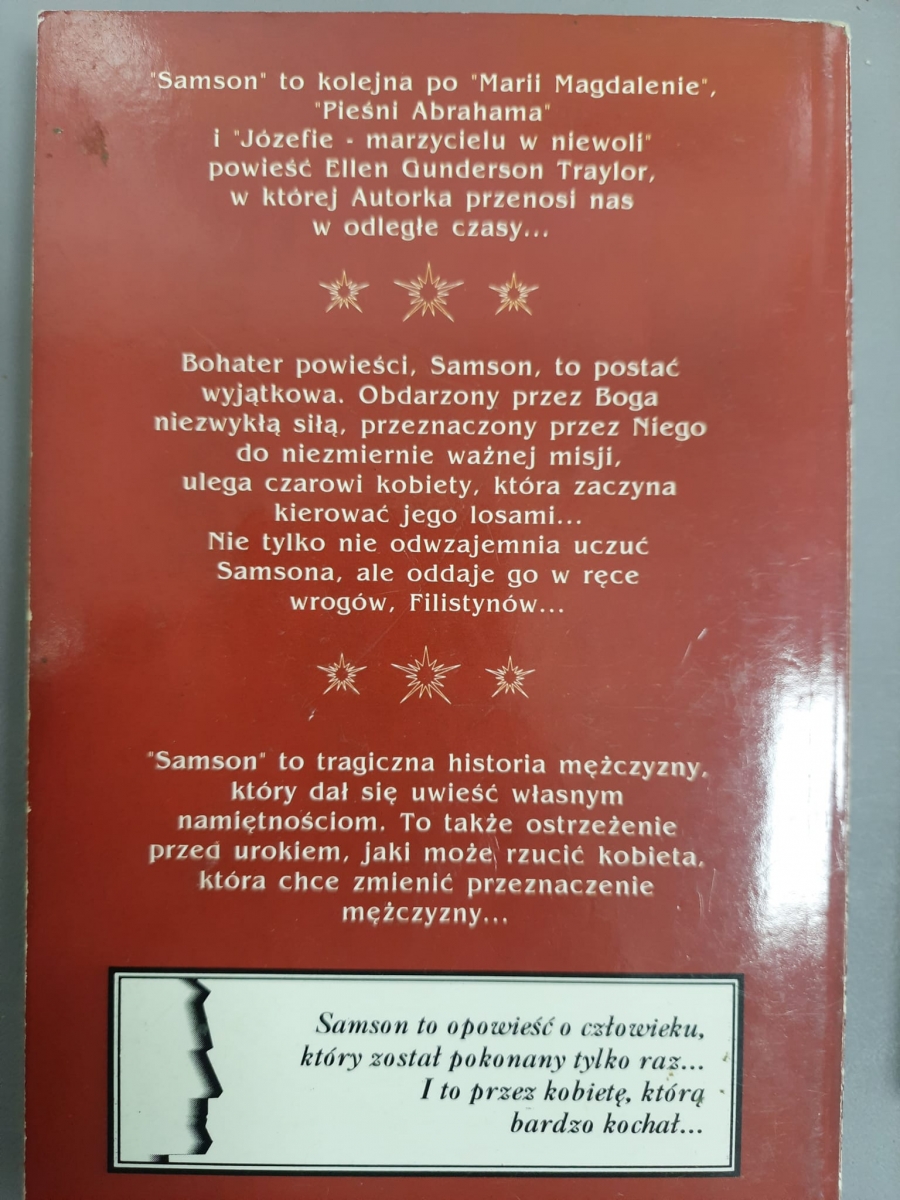 "Samson" to kolejna po "Marii Magdalenie",
"Pieśni Abrahama"
i "Józefie - marzycielu w niewoli"
powieść Ellen Gunderson Traylor,
w której Autorka przenosi nas
w odległe czasy...
Bohater powieści, Samson, to postać
wyjątkowa. Obdarzony przez Boga
niezwykłą siłą, przeznaczony przez Niego
do niezmiernie ważnej misji,
ulega czarowi kobiety, która zaczyna
kierować jego losami...
Nie tylko nie odwzajemnia uczuć
Samsona, ale oddaje go w ręce
wrogów, Filistynów...
"Samson" to tragiczna historia mężczyzny,
który dał się uwieść własnym
namiętnościom. To także ostrzeżenie
przed urokiem, jaki może rzucić kobieta,
która chce zmienić przeznaczenie
mężczyzny...
Samson to opowieść o człowieku,
który został pokonany tylko raz...
I to przez kobietę, którą
bardzo kochał...